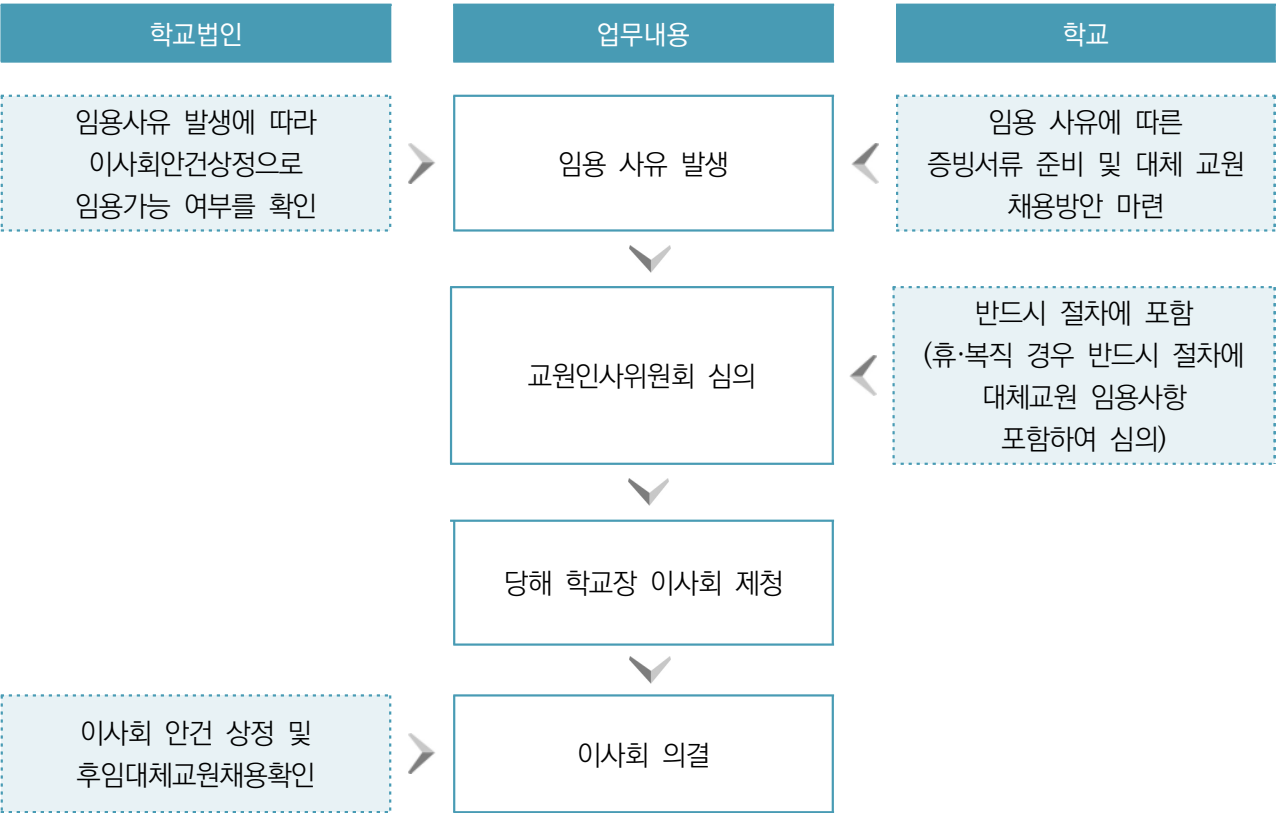 학교법인
업무내용
학교
임용사유 발생에 따라
이사회안건상정으로
임용가능 여부를 확인
임용 사유 발생
임용 사유에 따른
증빙서류 준비 및 대체 교원
채용방안 마련
교원인사위원회 심의
반드시 절차에 포함
(휴·복직 경우 반드시 절차에
대체교원 임용사항
포함하여 심의)
당해 학교장 이사회 제청
이사회 안건 상정 및
후임대체교원채용확인
이사회 의결